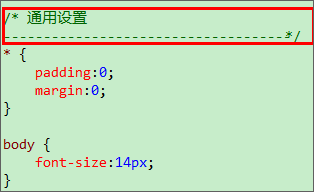 /* 通用设置
-----------------------------------*/
* {
    padding:0;
    margin:0;
}

body {
    font-size:14px;
}